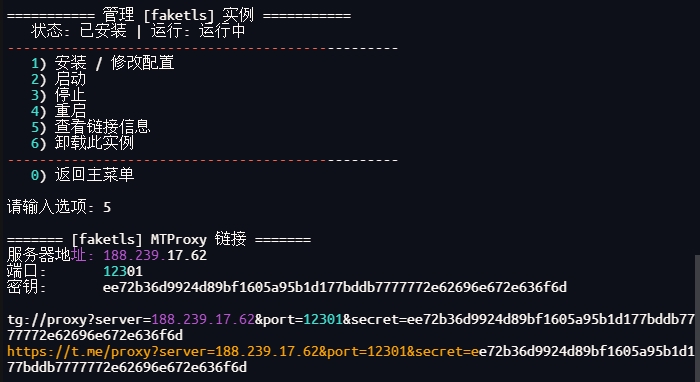 =========== 管理 [faketls] 实例 ===========
状态: 已安装 | 运行: 运行中
-------------------------------------------------
1) 安装 / 修改配置
2) 启动
3) 停止
4) 重启
5) 查看链接信息
6) 卸载此实例
-------------------------------------------------
0) 返回主菜单
请输入选项: 5
======= [faketls] MTProxy 链接 =======
服务器地址: 188.239.17.62
端口: 12301
密钥: ee72b36d9924d89bf1605a95b1d177bddb7777772e62696e672e636f6d
tg://proxy?server=188.239.17.62&port=12301&secret=ee72b36d9924d89bf1605a95b1d177bddb7
777772e62696e672e636f6d
https://t.me/proxy?server=188.239.17.62&port=12301&secret=ee72b36d9924d89bf1605a95b1d1
77bddb7777772e62696e672e636f6d